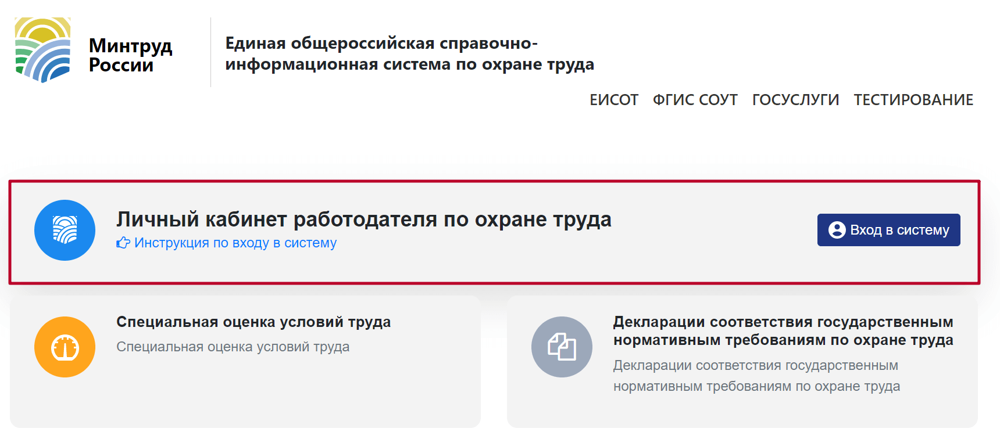 Минтруд
России
Единая общероссийская справочно-
информационная система по охране труда
ЕИСОТ ФГИС СОУТ ГОСУСЛУГИ ТЕСТИРОВАНИЕ
Личный кабинет работодателя по охране труда
Инструкция по входу в систему
Вход в систему
Специальная оценка условий труда
Специальная оценка условий труда
Декларации соответствия государственным
нормативным требованиям по охране труда
Декларации соответствия государственным
нормативным требованиям по охране труда